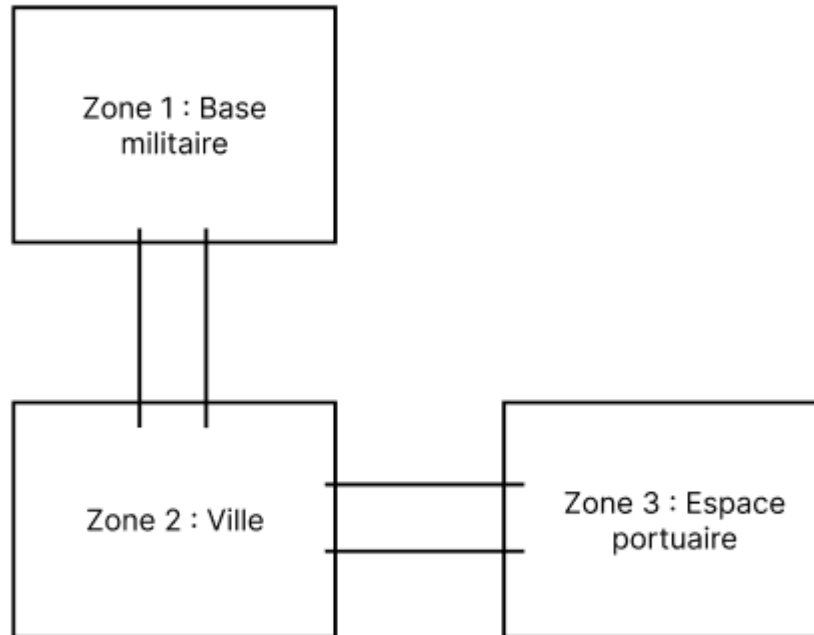 Zone 1 : Base
militaire
Zone 2 : Ville
Zone 3 : Espace
portuaire